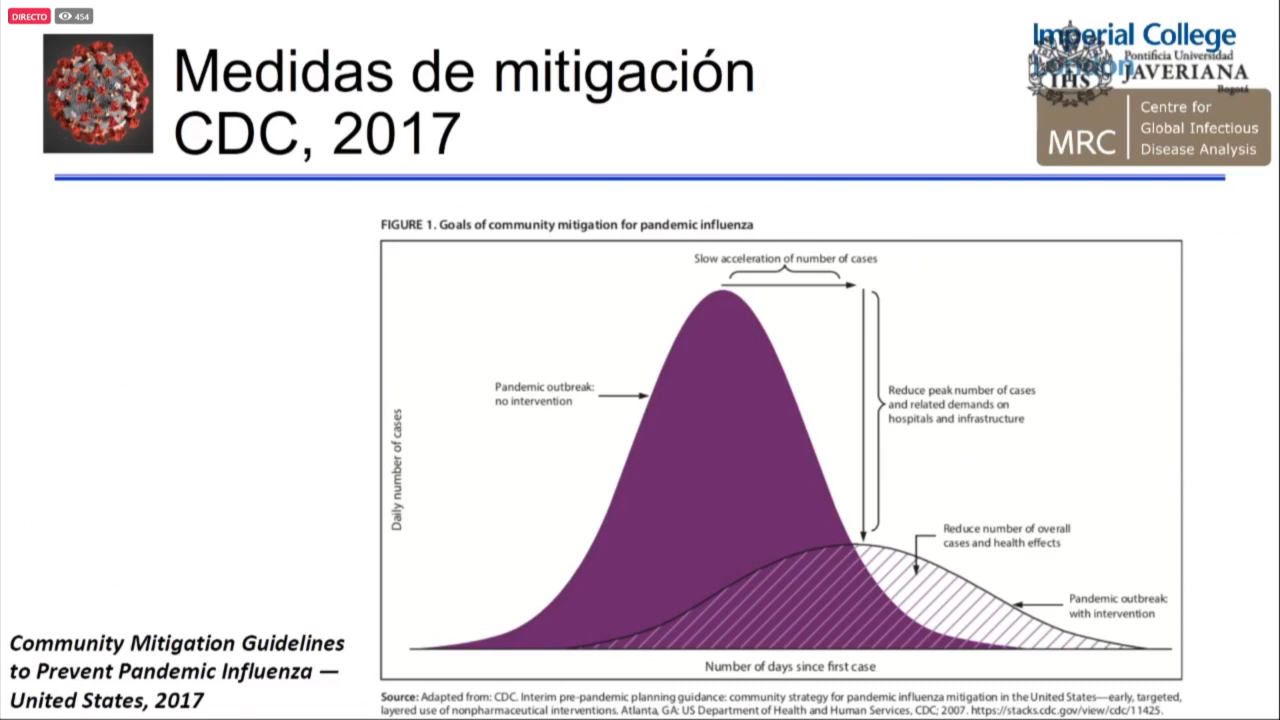 DIRECTO
454
Medidas de mitigación
CDC, 2017
Imperial College
London
Pontificia Universidad
JAVERIANA
Bogotá
IHS
MRC
Centre for
Global Infectious
Disease Analysis
FIGURE 1. Goals of community mitigation for pandemic influenza
Slow acceleration of number of cases
Pandemic outbreak:
no intervention
Reduce peak number of cases
and related demands on
hospitals and infrastructure
Daily number of cases
Reduce number of overall
cases and health effects
Pandemic outbreak:
with intervention
Number of days since first case
Community Mitigation Guidelines
to Prevent Pandemic Influenza —
United States, 2017
Source: Adapted from: CDC. Interim pre-pandemic planning guidance: community strategy for pandemic influenza mitigation in the United States—early, targeted,
layered use of nonpharmaceutical interventions. Atlanta, GA: US Department of Health and Human Services, CDC; 2007. https://stacks.cdc.gov/view/cdc/11425.